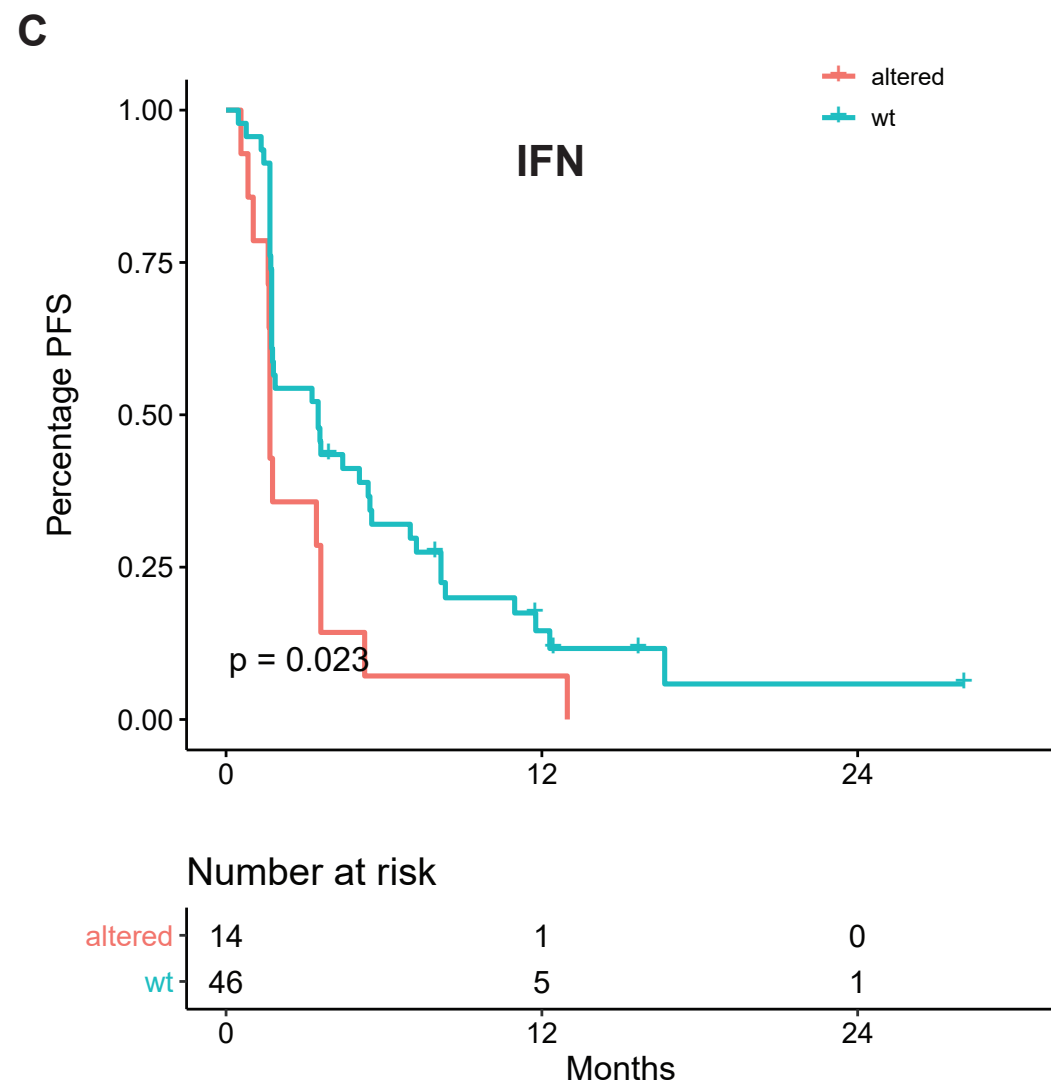 C
altered
wt
IFN
Percentage PFS
1.00
0.75
0.50
0.25
0.00
p = 0.023
0 12 24
Number at risk
altered 14 1 0
wt 46 5 1
0 12 24
Months